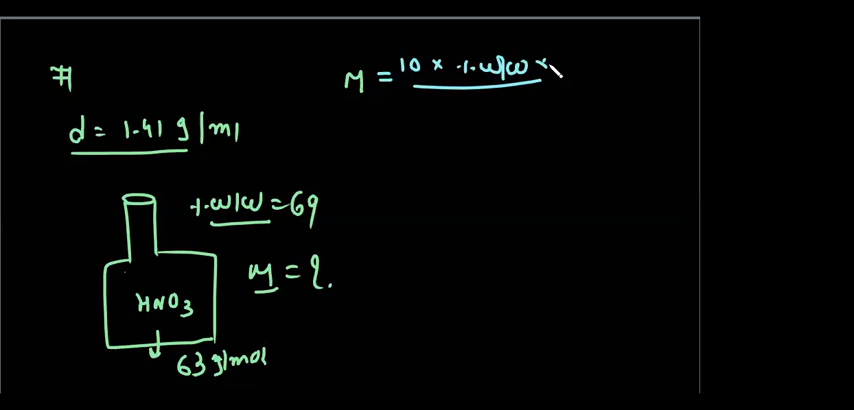 #
M = 10 × %w/w ×
d = 1.41 g/ml
%w/w = 69
M = ?
HNO3
63 g/mol